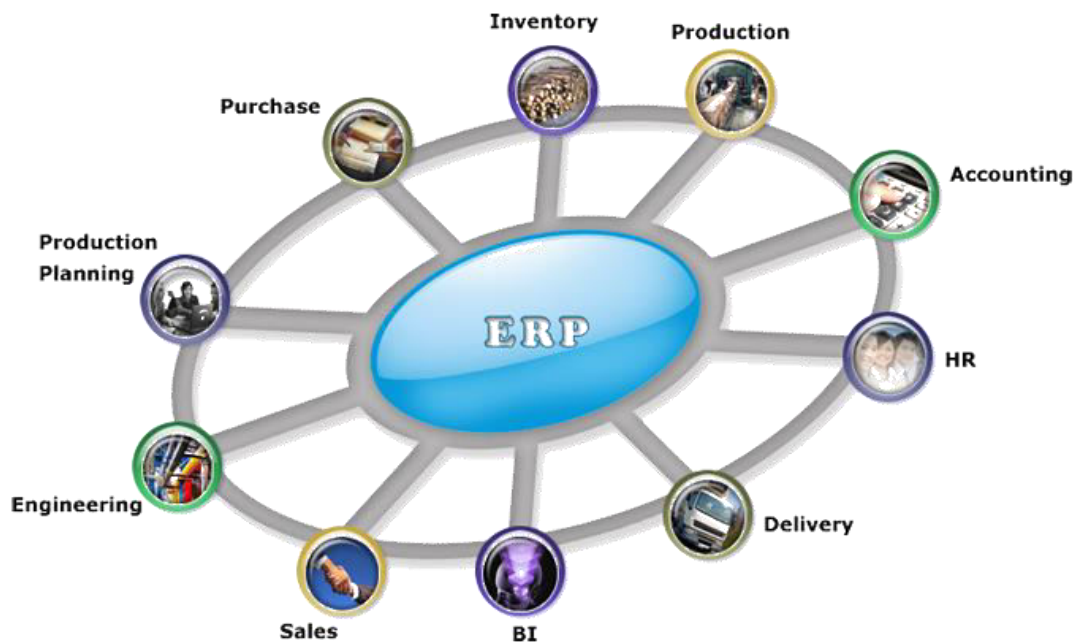 Inventory
Production
Purchase
Accounting
Production
Planning
ERP
HR
Engineering
Delivery
Sales
BI